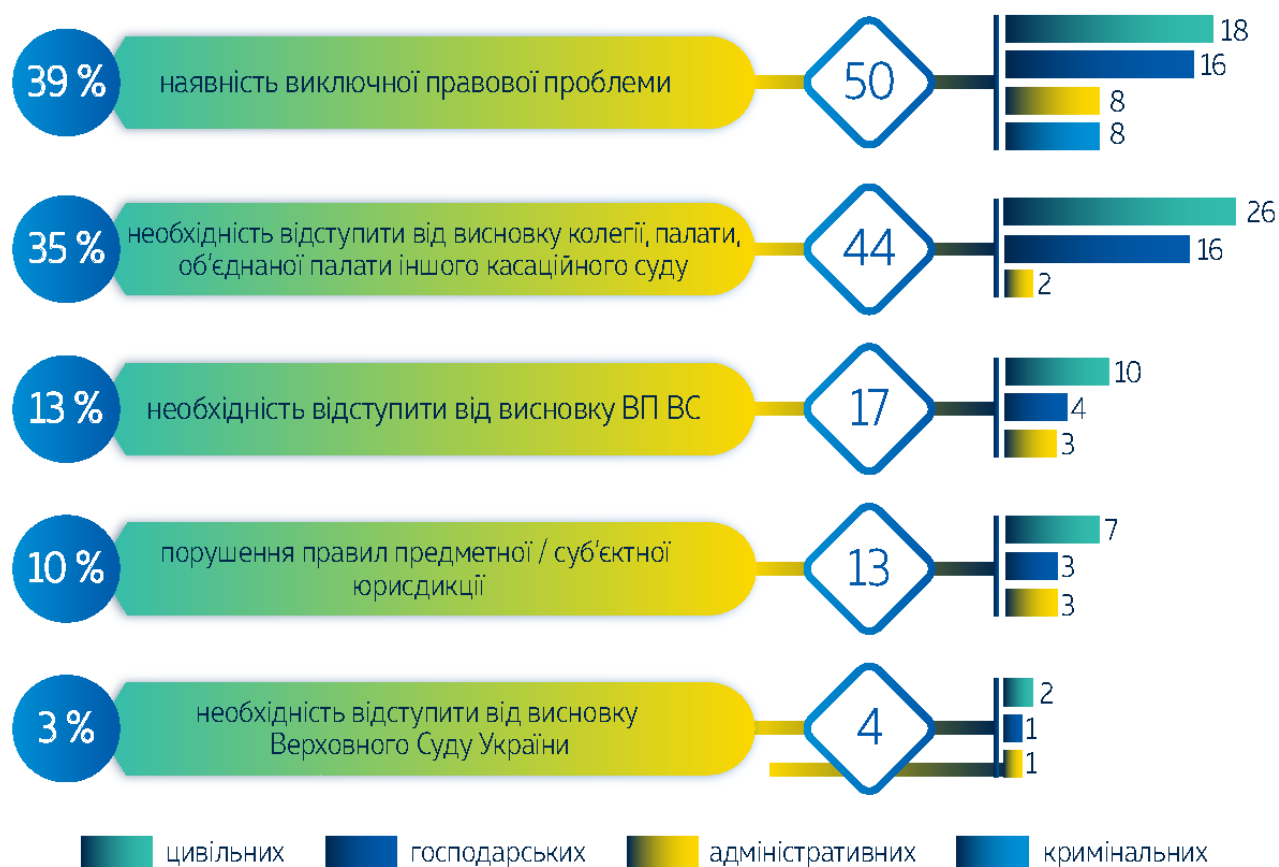 39 %
наявність виключної правової проблеми
50
18
16
8
8
35 %
необхідність відступити від висновку колегії, палати,
об‘єднаної палати іншого касаційного суду
44
26
16
2
13 %
необхідність відступити від висновку ВП ВС
17
10
4
3
10 %
порушення правил предметної / суб‘єктної
юрисдикції
13
7
3
3
3 %
необхідність відступити від висновку
Верховного Суду України
4
2
1
1
цивільних господарських адміністративних кримінальних